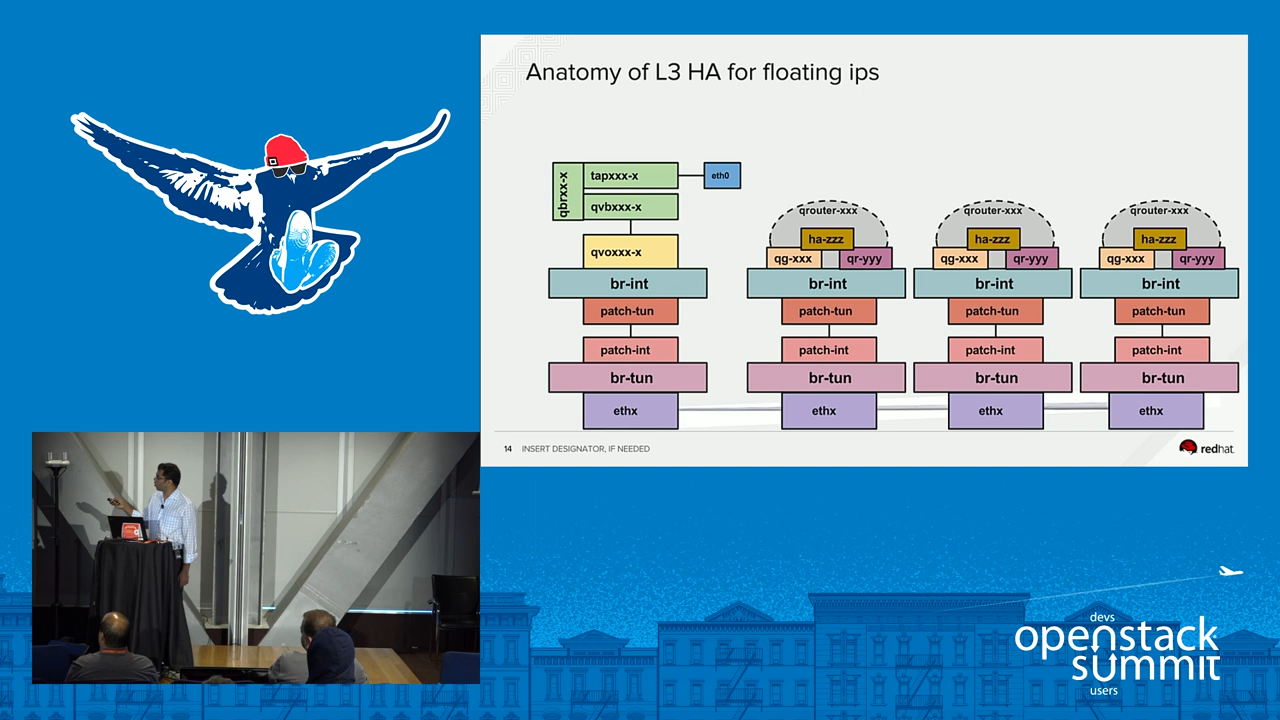 Anatomy of L3 HA for floating ips
qbrxx-x
tapxxx-x
eth0
qvbxxx-x
qvoxxx-x
br-int
patch-tun
patch-int
br-tun
ethx
qrouter-xxx
ha-zzz
qg-xxx
qr-yyy
br-int
patch-tun
patch-int
br-tun
ethx
qrouter-xxx
ha-zzz
qg-xxx
qr-yyy
br-int
patch-tun
patch-int
br-tun
ethx
qrouter-xxx
ha-zzz
qg-xxx
qr-yyy
br-int
patch-tun
patch-int
br-tun
ethx
14 INSERT DESIGNATOR, IF NEEDED
redhat
devs
openstack
summit
users